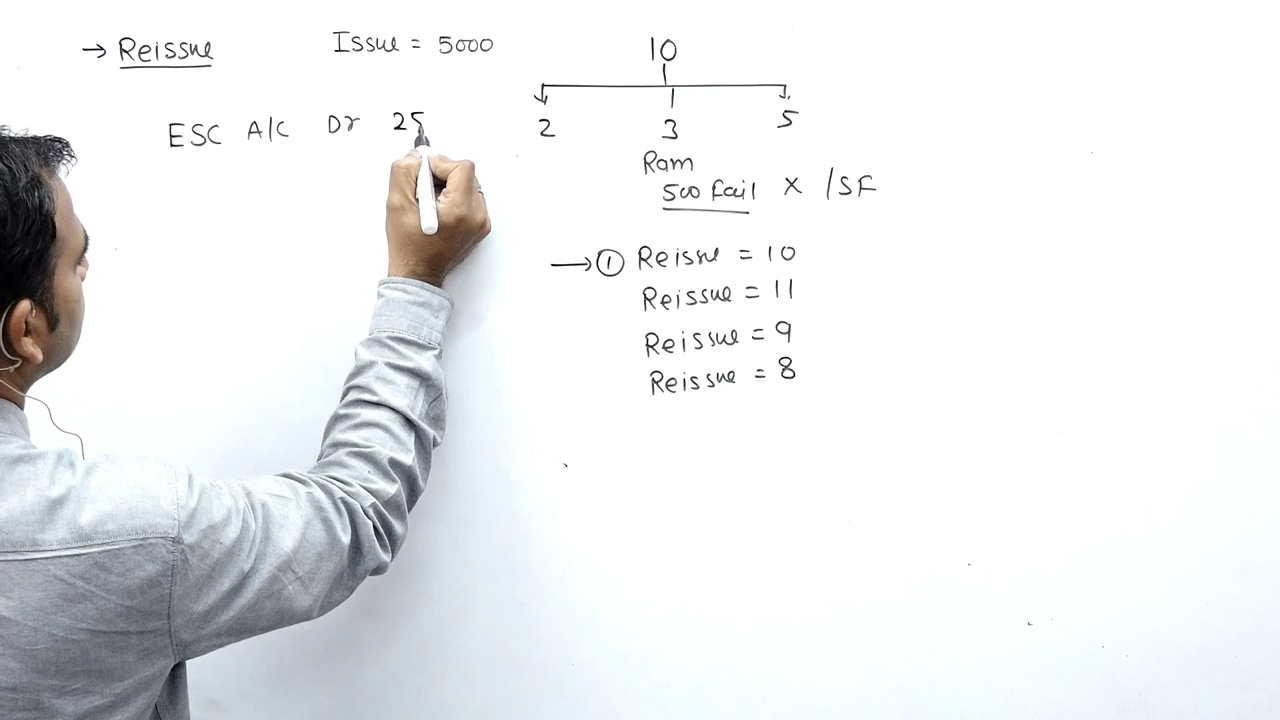 → Reissue
Issue = 5000
10
2 3 5
ESC A/C Dr 25
Ram
500 fail × /SF
→ ① Reissue = 10
Reissue = 11
Reissue = 9
Reissue = 8